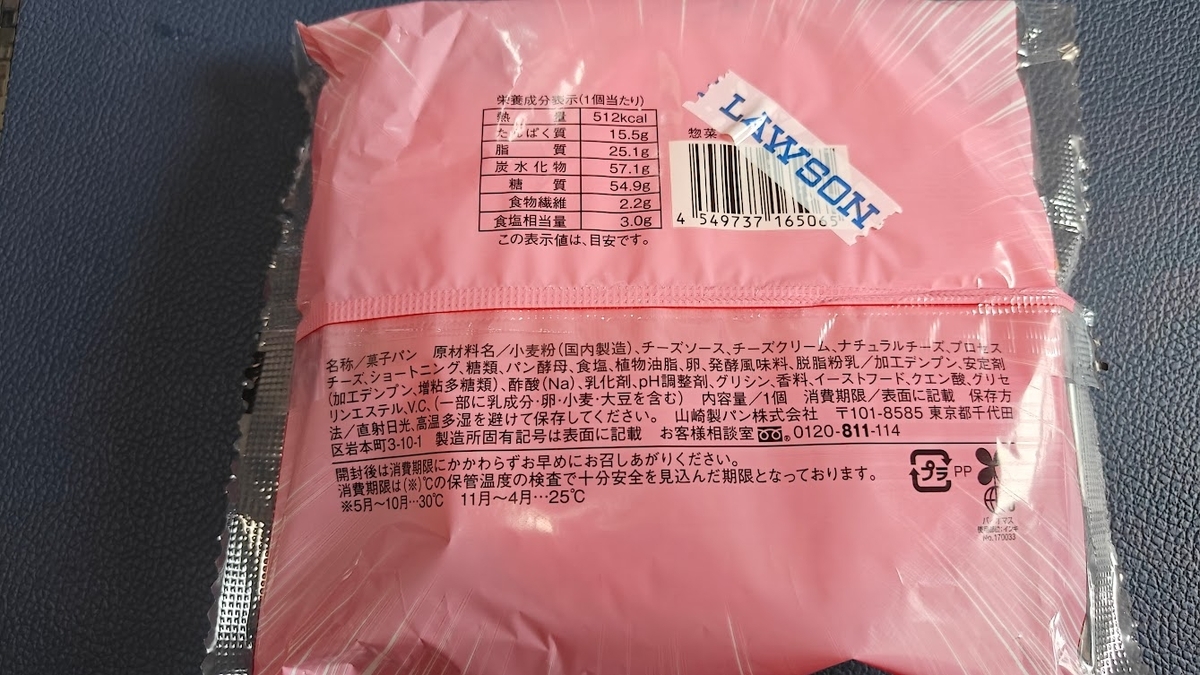 栄養成分表示(1個当たり)
熱量 512kcal
たんぱく質 15.5g
脂質 25.1g
炭水化物 57.1g
糖質 54.9g
食物繊維 2.2g
食塩相当量 3.0g
この表示値は、目安です。
惣菜
LAWSON
4 549737 165065
名称/菓子パン 原材料名/小麦粉(国内製造)、チーズソース、チーズクリーム、ナチュラルチーズ、プロセス
チーズ、ショートニング、糖類、パン酵母、食塩、植物油脂、卵、発酵風味料、脱脂粉乳/加工デンプン、安定剤
(加工デンプン、増粘多糖類)、酢酸(Na)、乳化剤、pH調整剤、グリシン、香料、イーストフード、クエン酸、グリセ
リンエステル、V.C、(一部に乳成分・卵・小麦・大豆を含む) 内容量/1個 消費期限/表面に記載 保存方
法/直射日光、高温多湿を避けて保存してください。 山崎製パン株式会社 〒101-8585 東京都千代田
区岩本町3-10-1 製造所固有記号は表面に記載 お客様相談室 0120-811-114
開封後は消費期限にかかわらずお早めにお召しあがりください。
消費期限は(※)℃の保管温度の検査で十分安全を見込んだ期限となっております。
※5月～10月…30℃ 11月～4月…25℃
プラ PP
No.170033